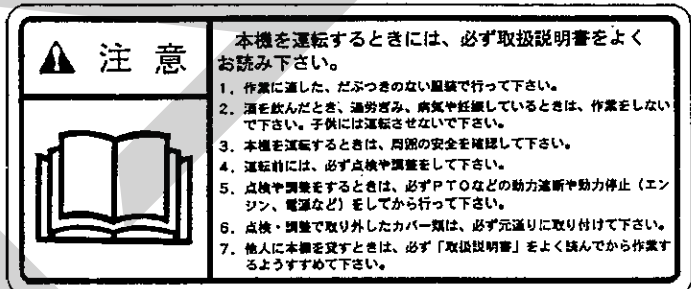 注意
本機を運転するときには、必ず取扱説明書をよく
お読み下さい。
1. 作業に適した、だぶつきのない服装で行って下さい。
2. 酒を飲んだとき、過労ぎみ、病気や妊娠しているときは、作業をしない
で下さい。子供には運転させないで下さい。
3. 本機を運転するときは、周囲の安全を確認して下さい。
4. 運転前には、必ず点検や調整をして下さい。
5. 点検や調整をするときは、必ずPTOなどの動力遮断や動力停止（エン
ジン、電源など）をしてから行って下さい。
6. 点検・調整で取り外したカバー類は、必ず元通りに取り付けて下さい。
7. 他人に本機を貸すときは、必ず「取扱説明書」をよく読んでから作業す
るようすすめて下さい。